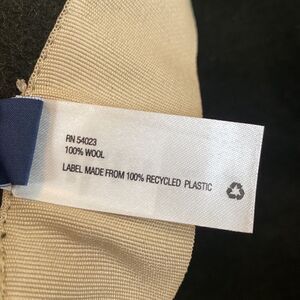 RN 54023
100% WOOL
LABEL MADE FROM 100% RECYCLED PLASTIC